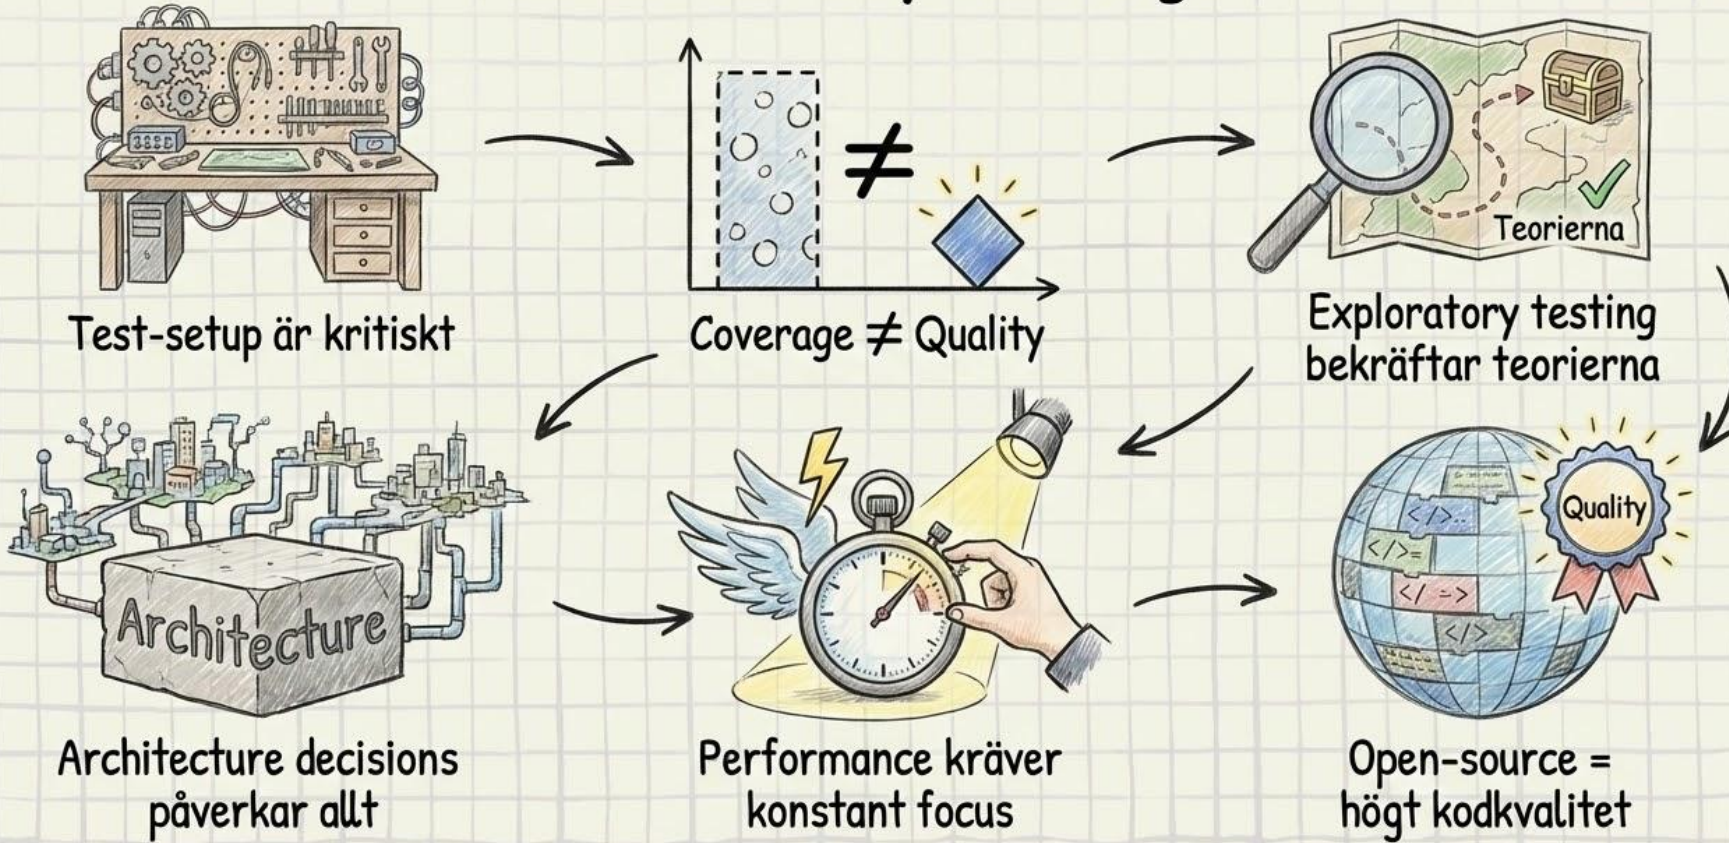 Test-setup är kritiskt
≠
Coverage ≠ Quality
Teorierna
Exploratory testing
bekräftar teorierna
Architecture
Architecture decisions
påverkar allt
Performance kräver
konstant focus
</>..
</>=
</ ->
</>
Quality
Open-source =
högt kodkvalitet